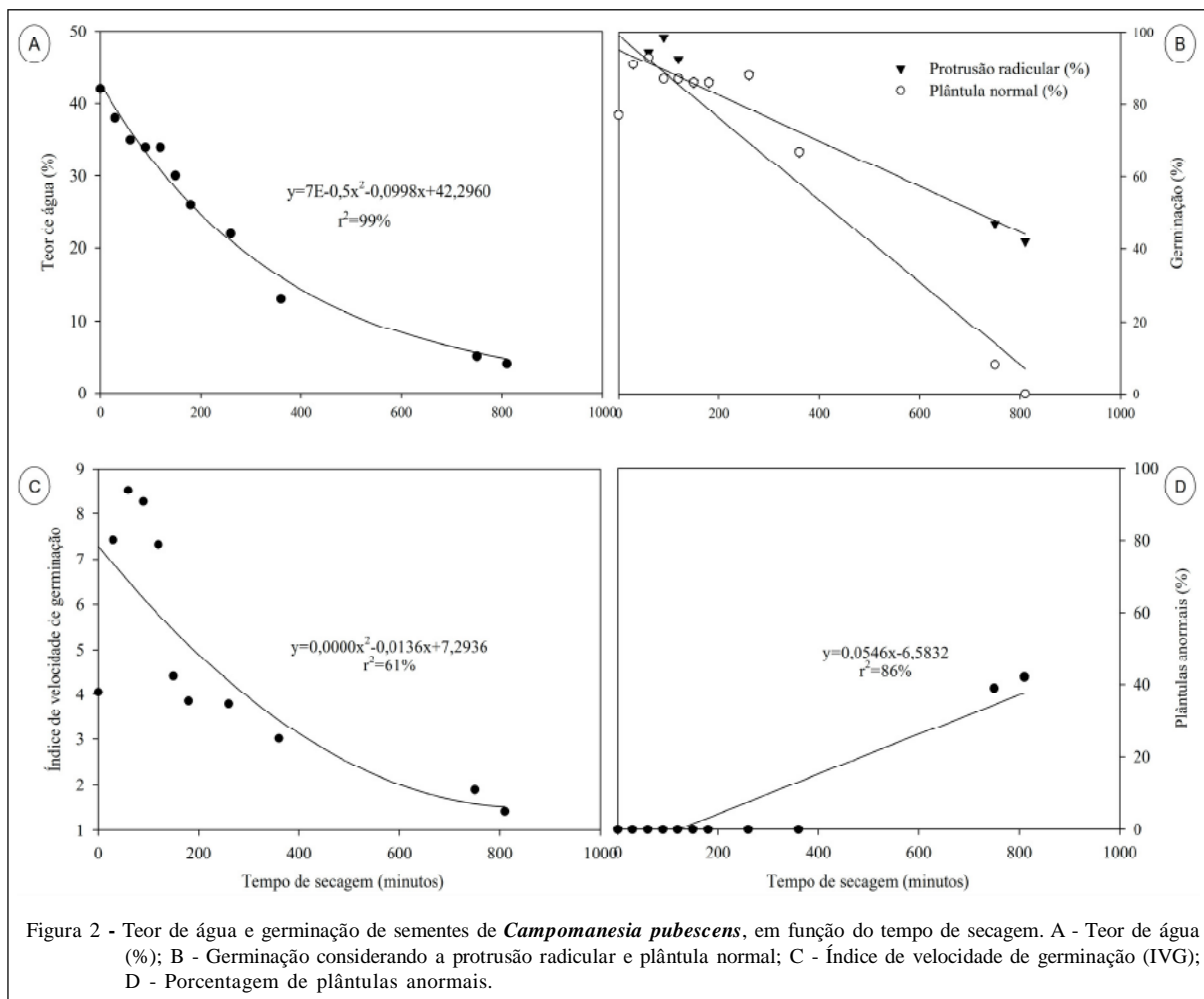 A
50
40
30
20
10
0
Teor ce água (%)
y=7E-0,5x²-0,0998x+42,2960
r²=99%
0 200 400 600 800 1000
B
Protrusão radicular (%)
Plântula normal (%)
100
80
60
40
20
0
Germinação (%)
0 200 400 600 800 1000
C
9
8
7
6
5
4
3
2
1
Índice de velocidade ce germinação
y=0,0000x²-0,0136x+7,2936
r²=61%
0 200 400 600 800 1000
Tempo de secagem (minutos)
D
100
80
60
40
20
0
Plântulas anormais (%)
y=0,0546x-6,5832
r²=86%
0 200 400 600 800 1000
Tempo de secagem (minutos)
Figura 2 - Teor de água e germinação de sementes de Campomanesia pubescens, em função do tempo de secagem. A - Teor de água
(%); B - Germinação considerando a protrusão radicular e plântula normal; C - Índice de velocidade de germinação (IVG);
D - Porcentagem de plântulas anormais.